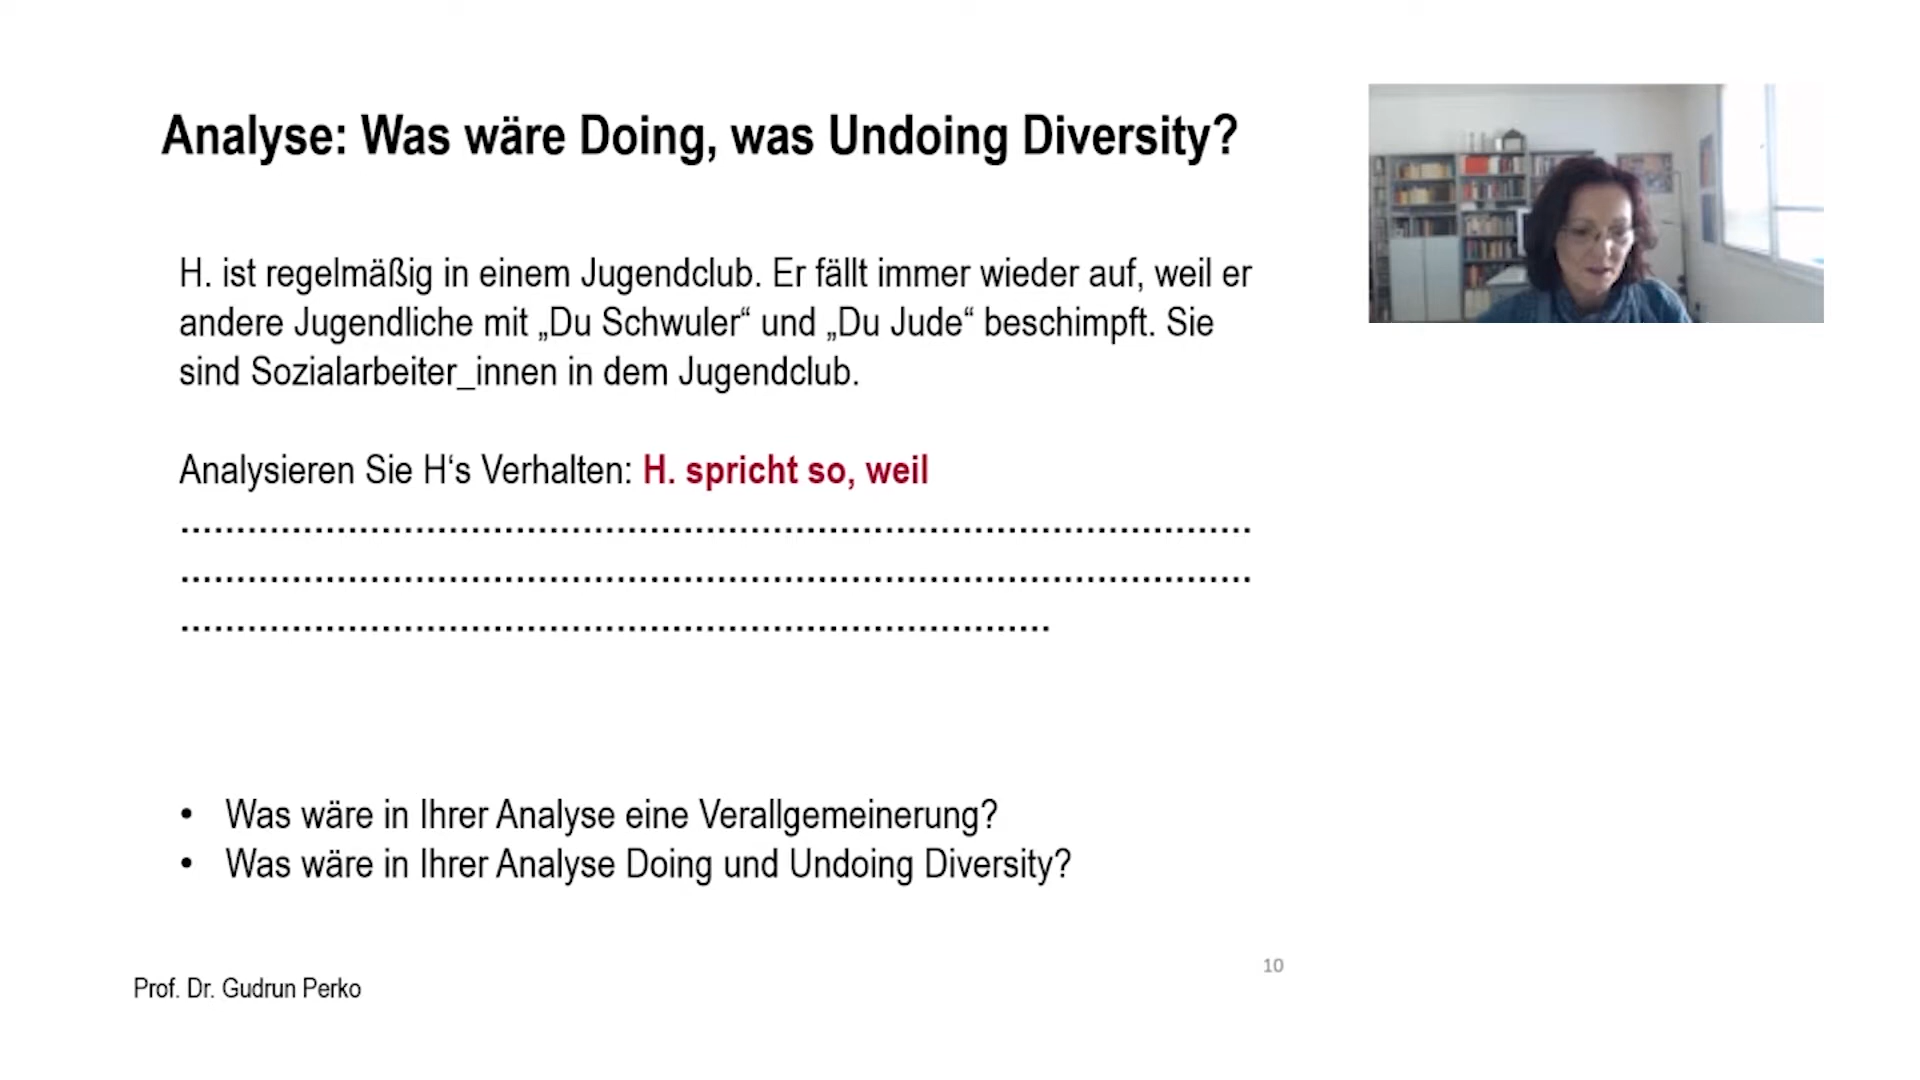 Analyse: Was wäre Doing, was Undoing Diversity?
H. ist regelmäßig in einem Jugendclub. Er fällt immer wieder auf, weil er
andere Jugendliche mit „Du Schwuler“ und „Du Jude“ beschimpft. Sie
sind Sozialarbeiter_innen in dem Jugendclub.
Analysieren Sie H‘s Verhalten: H. spricht so, weil
………………………………………………………………………………………
………………………………………………………………………………………
………………………………………………………………………
• Was wäre in Ihrer Analyse eine Verallgemeinerung?
• Was wäre in Ihrer Analyse Doing und Undoing Diversity?
10
Prof. Dr. Gudrun Perko